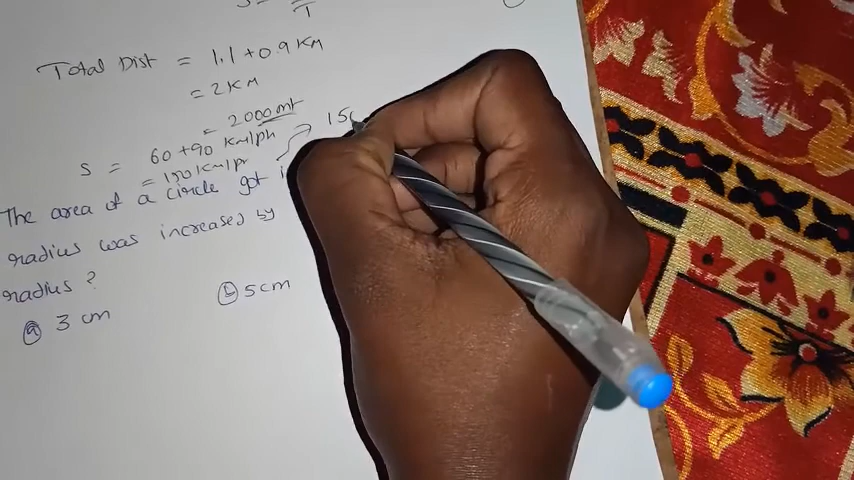 Total Dist = 1.1 + 0.9 KM
= 2 KM
= 2000 mt
S = 60 + 90 KM/ph
= 150 KM/pr
The area of a circle got
radius was increased by
radius ?
ⓐ 3 cm ⓑ 5 cm